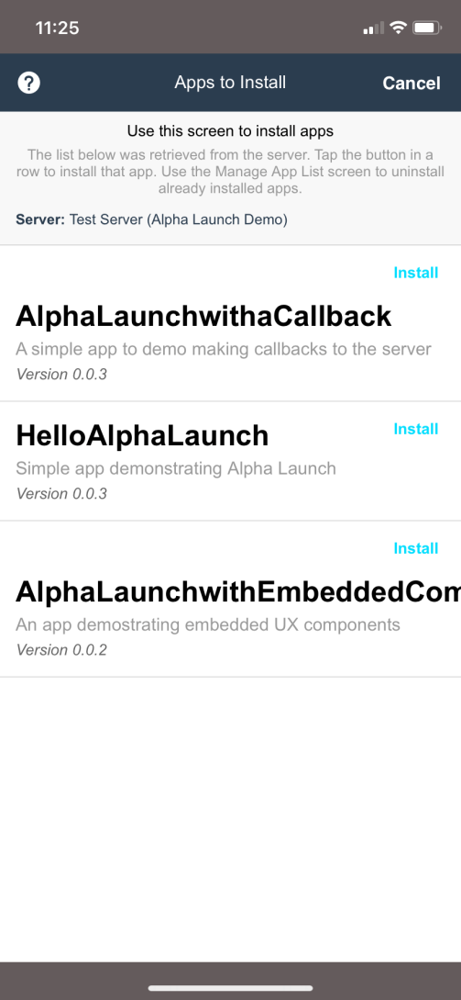 11:25
?
Apps to Install
Cancel
Use this screen to install apps
The list below was retrieved from the server. Tap the button in a
row to install that app. Use the Manage App List screen to uninstall
already installed apps.
Server: Test Server (Alpha Launch Demo)
Install
AlphaLaunchwithaCallback
A simple app to demo making callbacks to the server
Version 0.0.3
HelloAlphaLaunch
Install
Simple app demonstrating Alpha Launch
Version 0.0.3
Install
AlphaLaunchwithEmbeddedCom
An app demostrating embedded UX components
Version 0.0.2